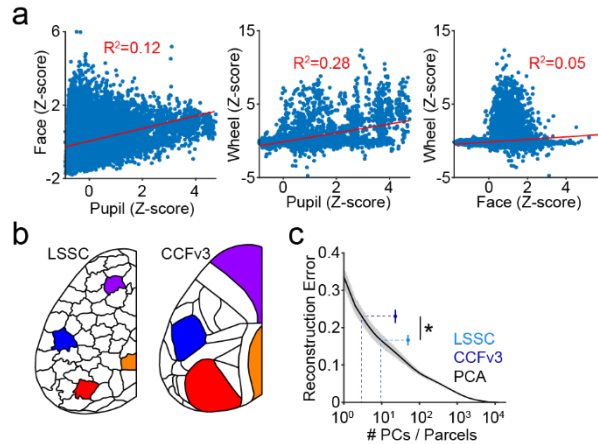 a
6
2
-2
Face (Z-score)
R²=0.12
0 2 4
Pupil (Z-score)
15
5
-5
Wheel (Z-score)
R²=0.28
0 2 4
Pupil (Z-score)
15
5
-5
Wheel (Z-score)
R²=0.05
0 2 4
Face (Z-score)
b
LSSC
CCFv3
c
0.4
0.3
0.2
0.1
0
Reconstruction Error
*
LSSC
CCFv3
PCA
10⁰ 10¹ 10² 10³ 10⁴
# PCs / Parcels